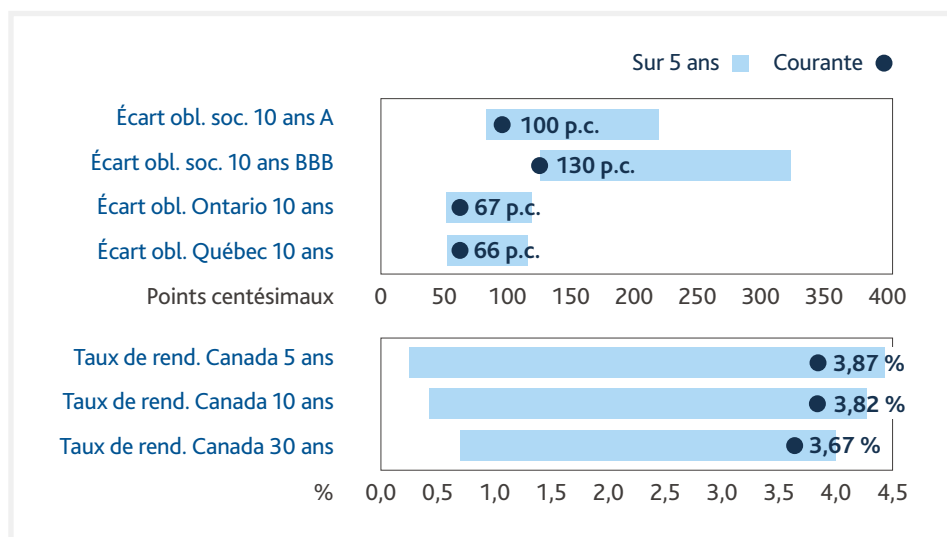 Sur 5 ans Courante
Écart obl. soc. 10 ans A 100 p.c.
Écart obl. soc. 10 ans BBB 130 p.c.
Écart obl. Ontario 10 ans 67 p.c.
Écart obl. Québec 10 ans 66 p.c.
Points centésimaux 0 50 100 150 200 250 300 350 400
Taux de rend. Canada 5 ans 3,87 %
Taux de rend. Canada 10 ans 3,82 %
Taux de rend. Canada 30 ans 3,67 %
% 0,0 0,5 1,0 1,5 2,0 2,5 3,0 3,5 4,0 4,5